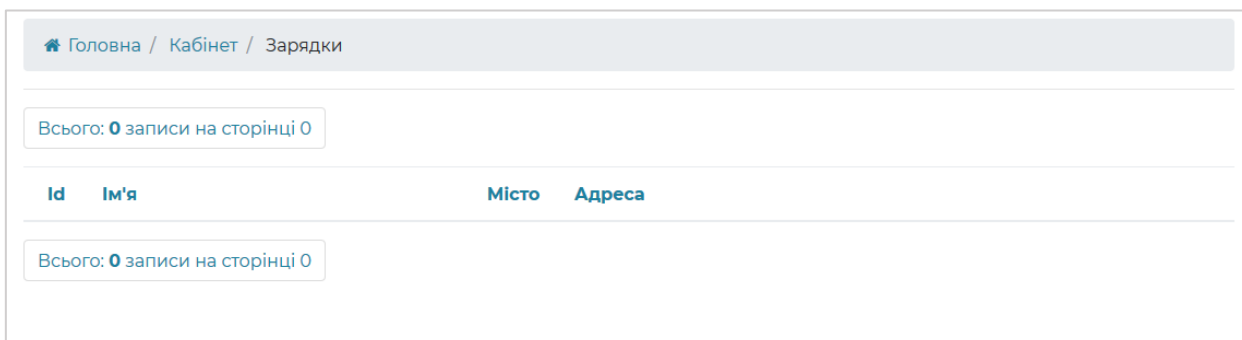 Головна / Кабінет / Зарядки
Всього: 0 записи на сторінці 0
Id Ім'я Місто Адреса
Всього: 0 записи на сторінці 0